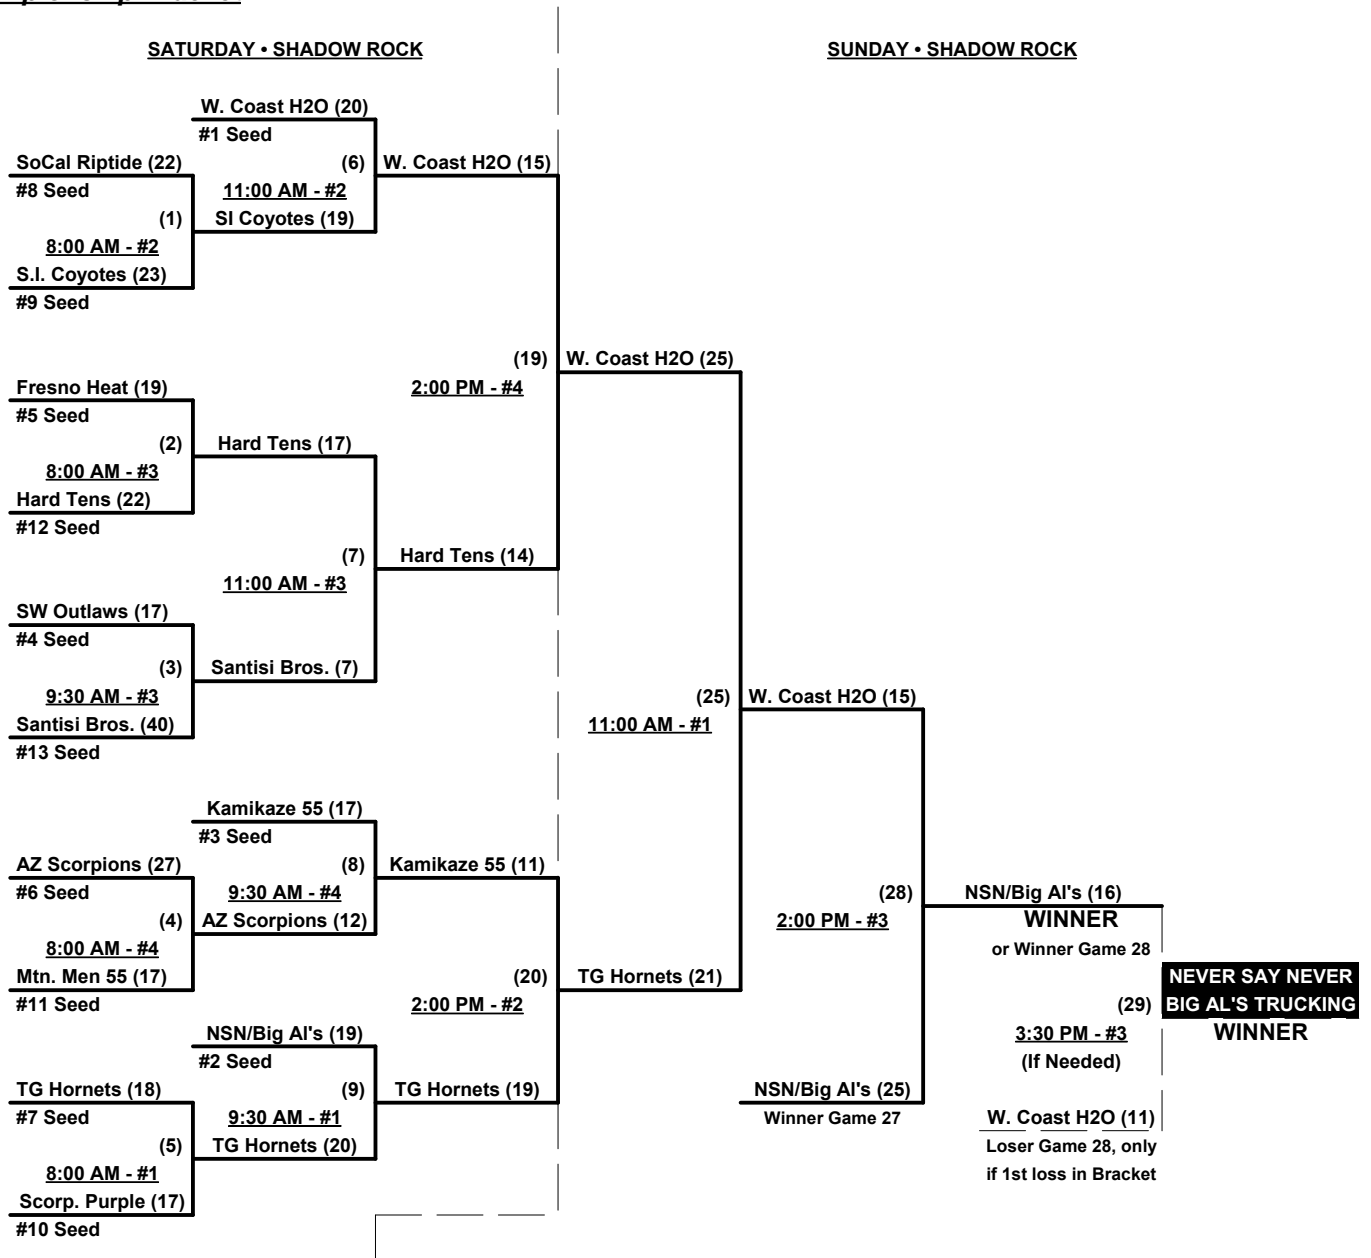 SATURDAY • SHADOW ROCK
SUNDAY • SHADOW ROCK
W. Coast H2O (20)
#1 Seed
SoCal Riptide (22)
(6)
W. Coast H2O (15)
#8 Seed
11:00 AM - #2
(1)
SI Coyotes (19)
8:00 AM - #2
S.I. Coyotes (23)
#9 Seed
(19)
W. Coast H2O (25)
Fresno Heat (19)
2:00 PM - #4
#5 Seed
(2)
Hard Tens (17)
8:00 AM - #3
Hard Tens (22)
#12 Seed
(7)
Hard Tens (14)
11:00 AM - #3
SW Outlaws (17)
#4 Seed
(3)
Santisi Bros. (7)
9:30 AM - #3
(25)
W. Coast H2O (15)
Santisi Bros. (40)
11:00 AM - #1
#13 Seed
Kamikaze 55 (17)
#3 Seed
AZ Scorpions (27)
(8)
Kamikaze 55 (11)
#6 Seed
9:30 AM - #4
(28)
NSN/Big Al's (16)
(4)
AZ Scorpions (12)
2:00 PM - #3
WINNER
8:00 AM - #4
or Winner Game 28
Mtn. Men 55 (17)
(20)
TG Hornets (21)
NEVER SAY NEVER
#11 Seed
2:00 PM - #2
(29)
BIG AL'S TRUCKING
NSN/Big Al's (19)
3:30 PM - #3
WINNER
#2 Seed
(If Needed)
TG Hornets (18)
(9)
TG Hornets (19)
NSN/Big Al's (25)
#7 Seed
9:30 AM - #1
Winner Game 27
W. Coast H2O (11)
(5)
TG Hornets (20)
Loser Game 28, only
8:00 AM - #1
if 1st loss in Bracket
Scorp. Purple (17)
#10 Seed